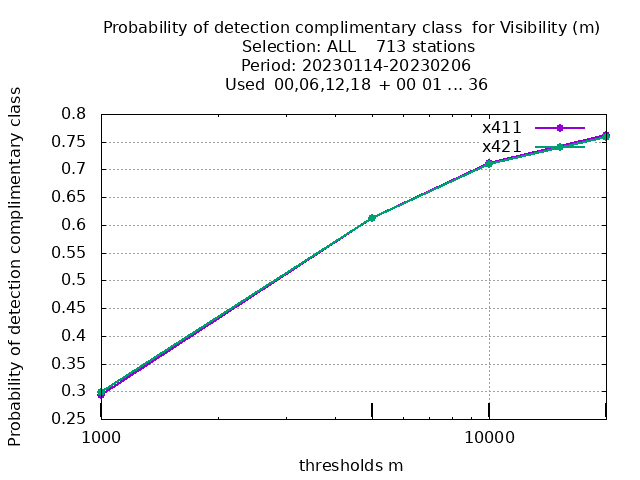 Probability of detection complimentary class  for Visibility (m)
Selection: ALL    713 stations
Period: 20230114-20230206
Used  00,06,12,18 + 00 01 ... 36
Probability of detection complimentary class
0.8
0.75
0.7
0.65
0.6
0.55
0.5
0.45
0.4
0.35
0.3
0.25
x411
x421
1000
10000
thresholds m